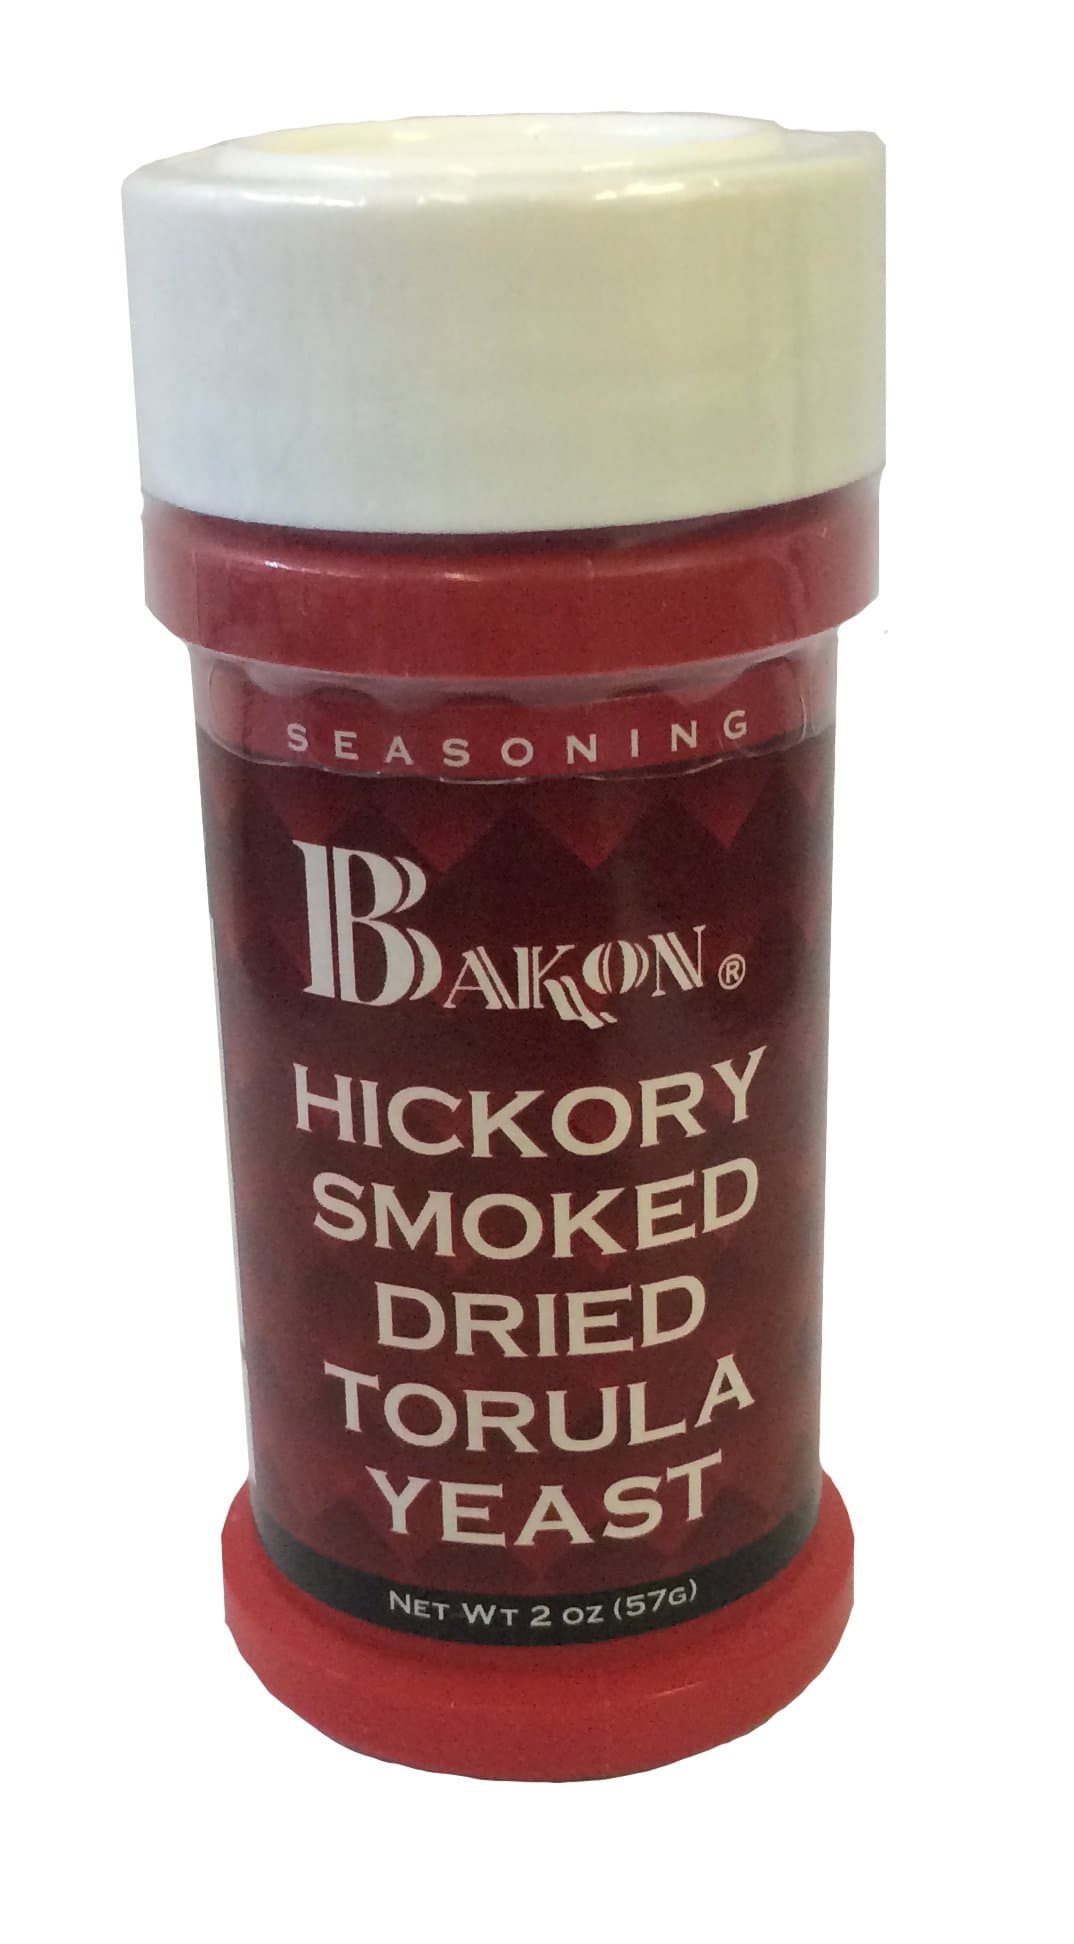 SEASONING
BAKON®
HICKORY
SMOKED
DRIED
TORULA
YEAST
NET WT 2 OZ (57G)